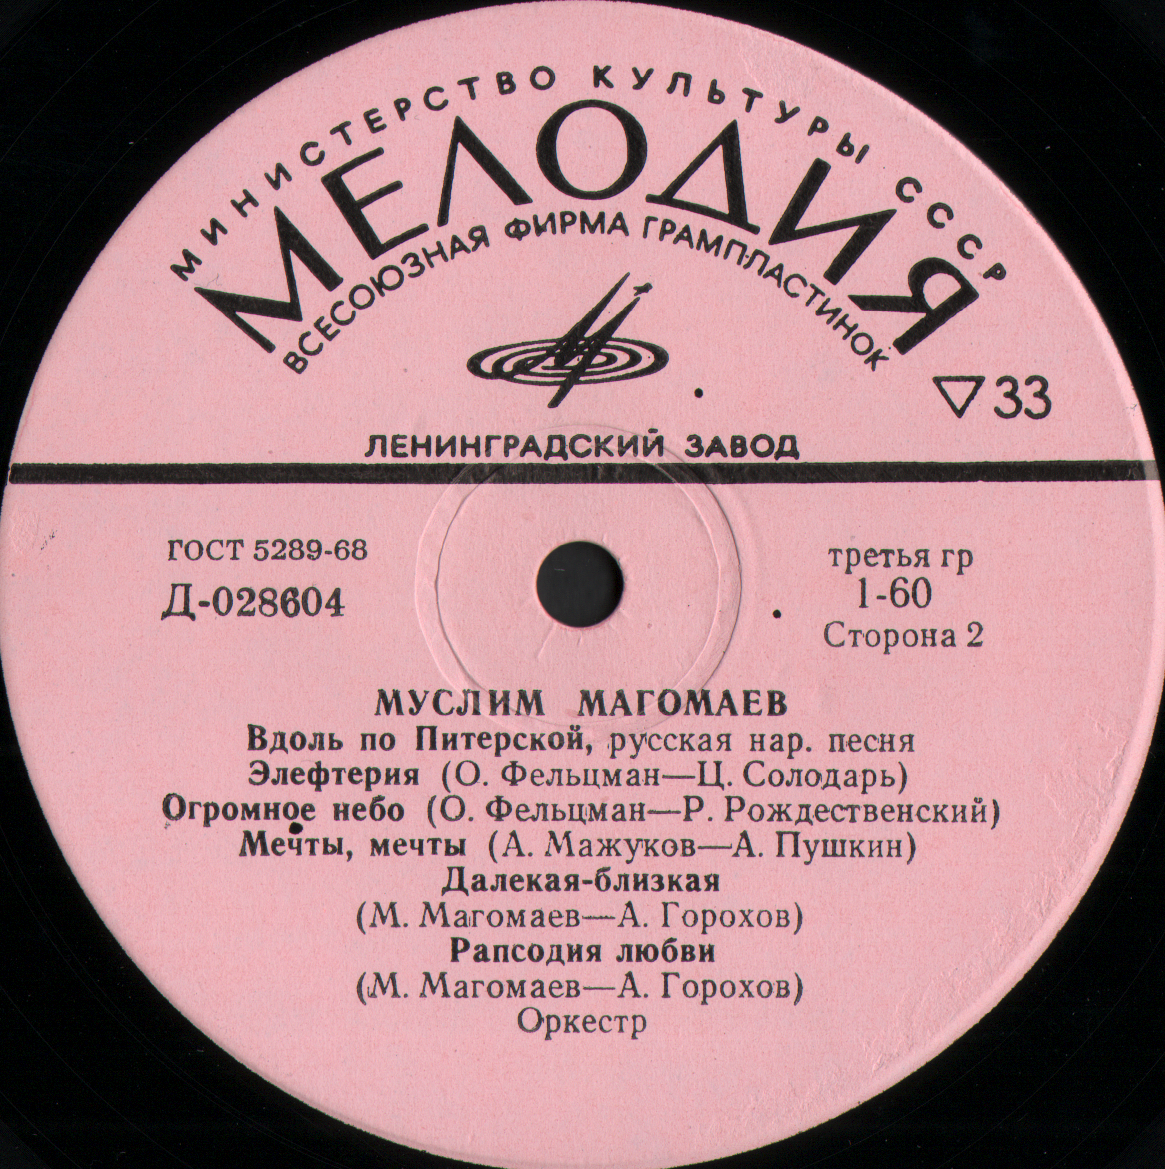 МИНИСТЕРСТВО КУЛЬТУРЫ СССР
МЕЛОДИЯ
ВСЕСОЮЗНАЯ ФИРМА ГРАМПЛАСТИНОК
33
ЛЕНИНГРАДСКИЙ ЗАВОД
ГОСТ 5289-68
третья гр
Д-028604
1-60
Сторона 2
МУСЛИМ МАГОМАЕВ
Вдоль по Питерской, русская нар. песня
Элефтерия (О. Фельцман—Ц. Солодарь)
Огромное небо (О. Фельцман—Р. Рождественский)
Мечты, мечты (А. Мажуков—А. Пушкин)
Далекая-близкая
(М. Магомаев—А. Горохов)
Рапсодия любви
(М. Магомаев—А. Горохов)
Оркестр